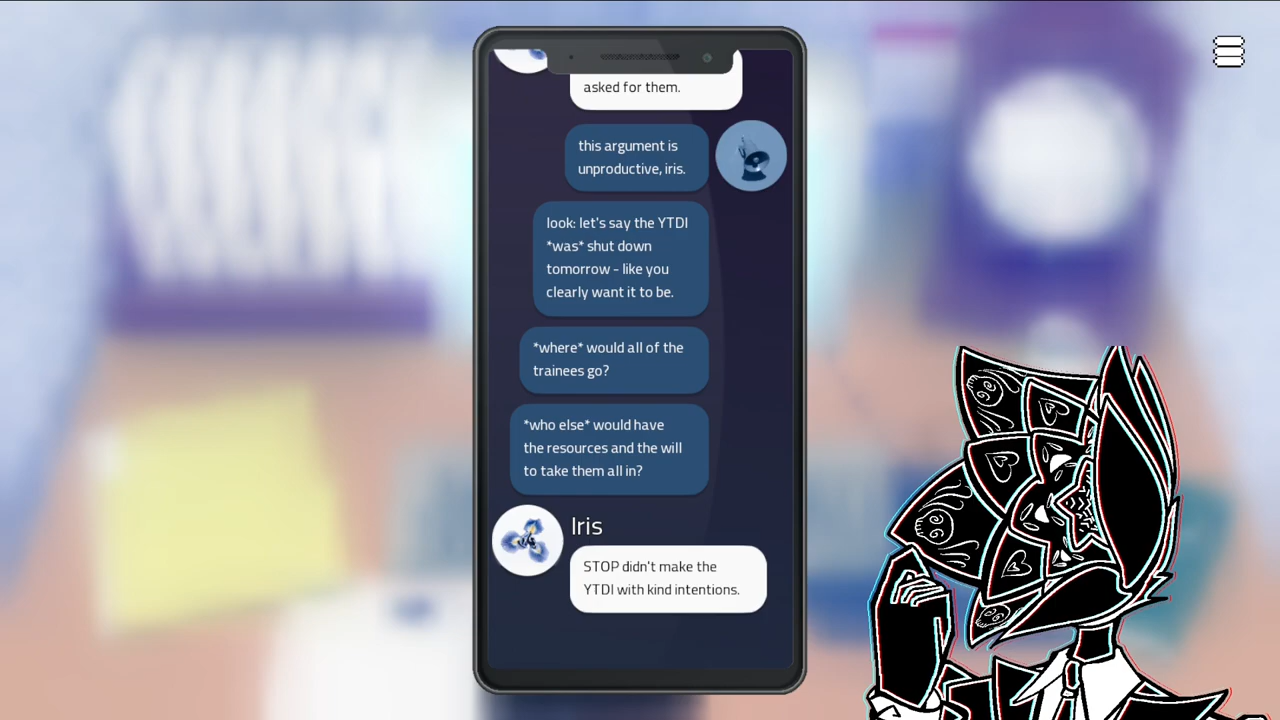 asked for them.
this argument is
unproductive, iris.
look: let's say the YTDI
*was* shut down
tomorrow - like you
clearly want it to be.
*where* would all of the
trainees go?
*who else* would have
the resources and the will
to take them all in?
Iris
STOP didn't make the
YTDI with kind intentions.